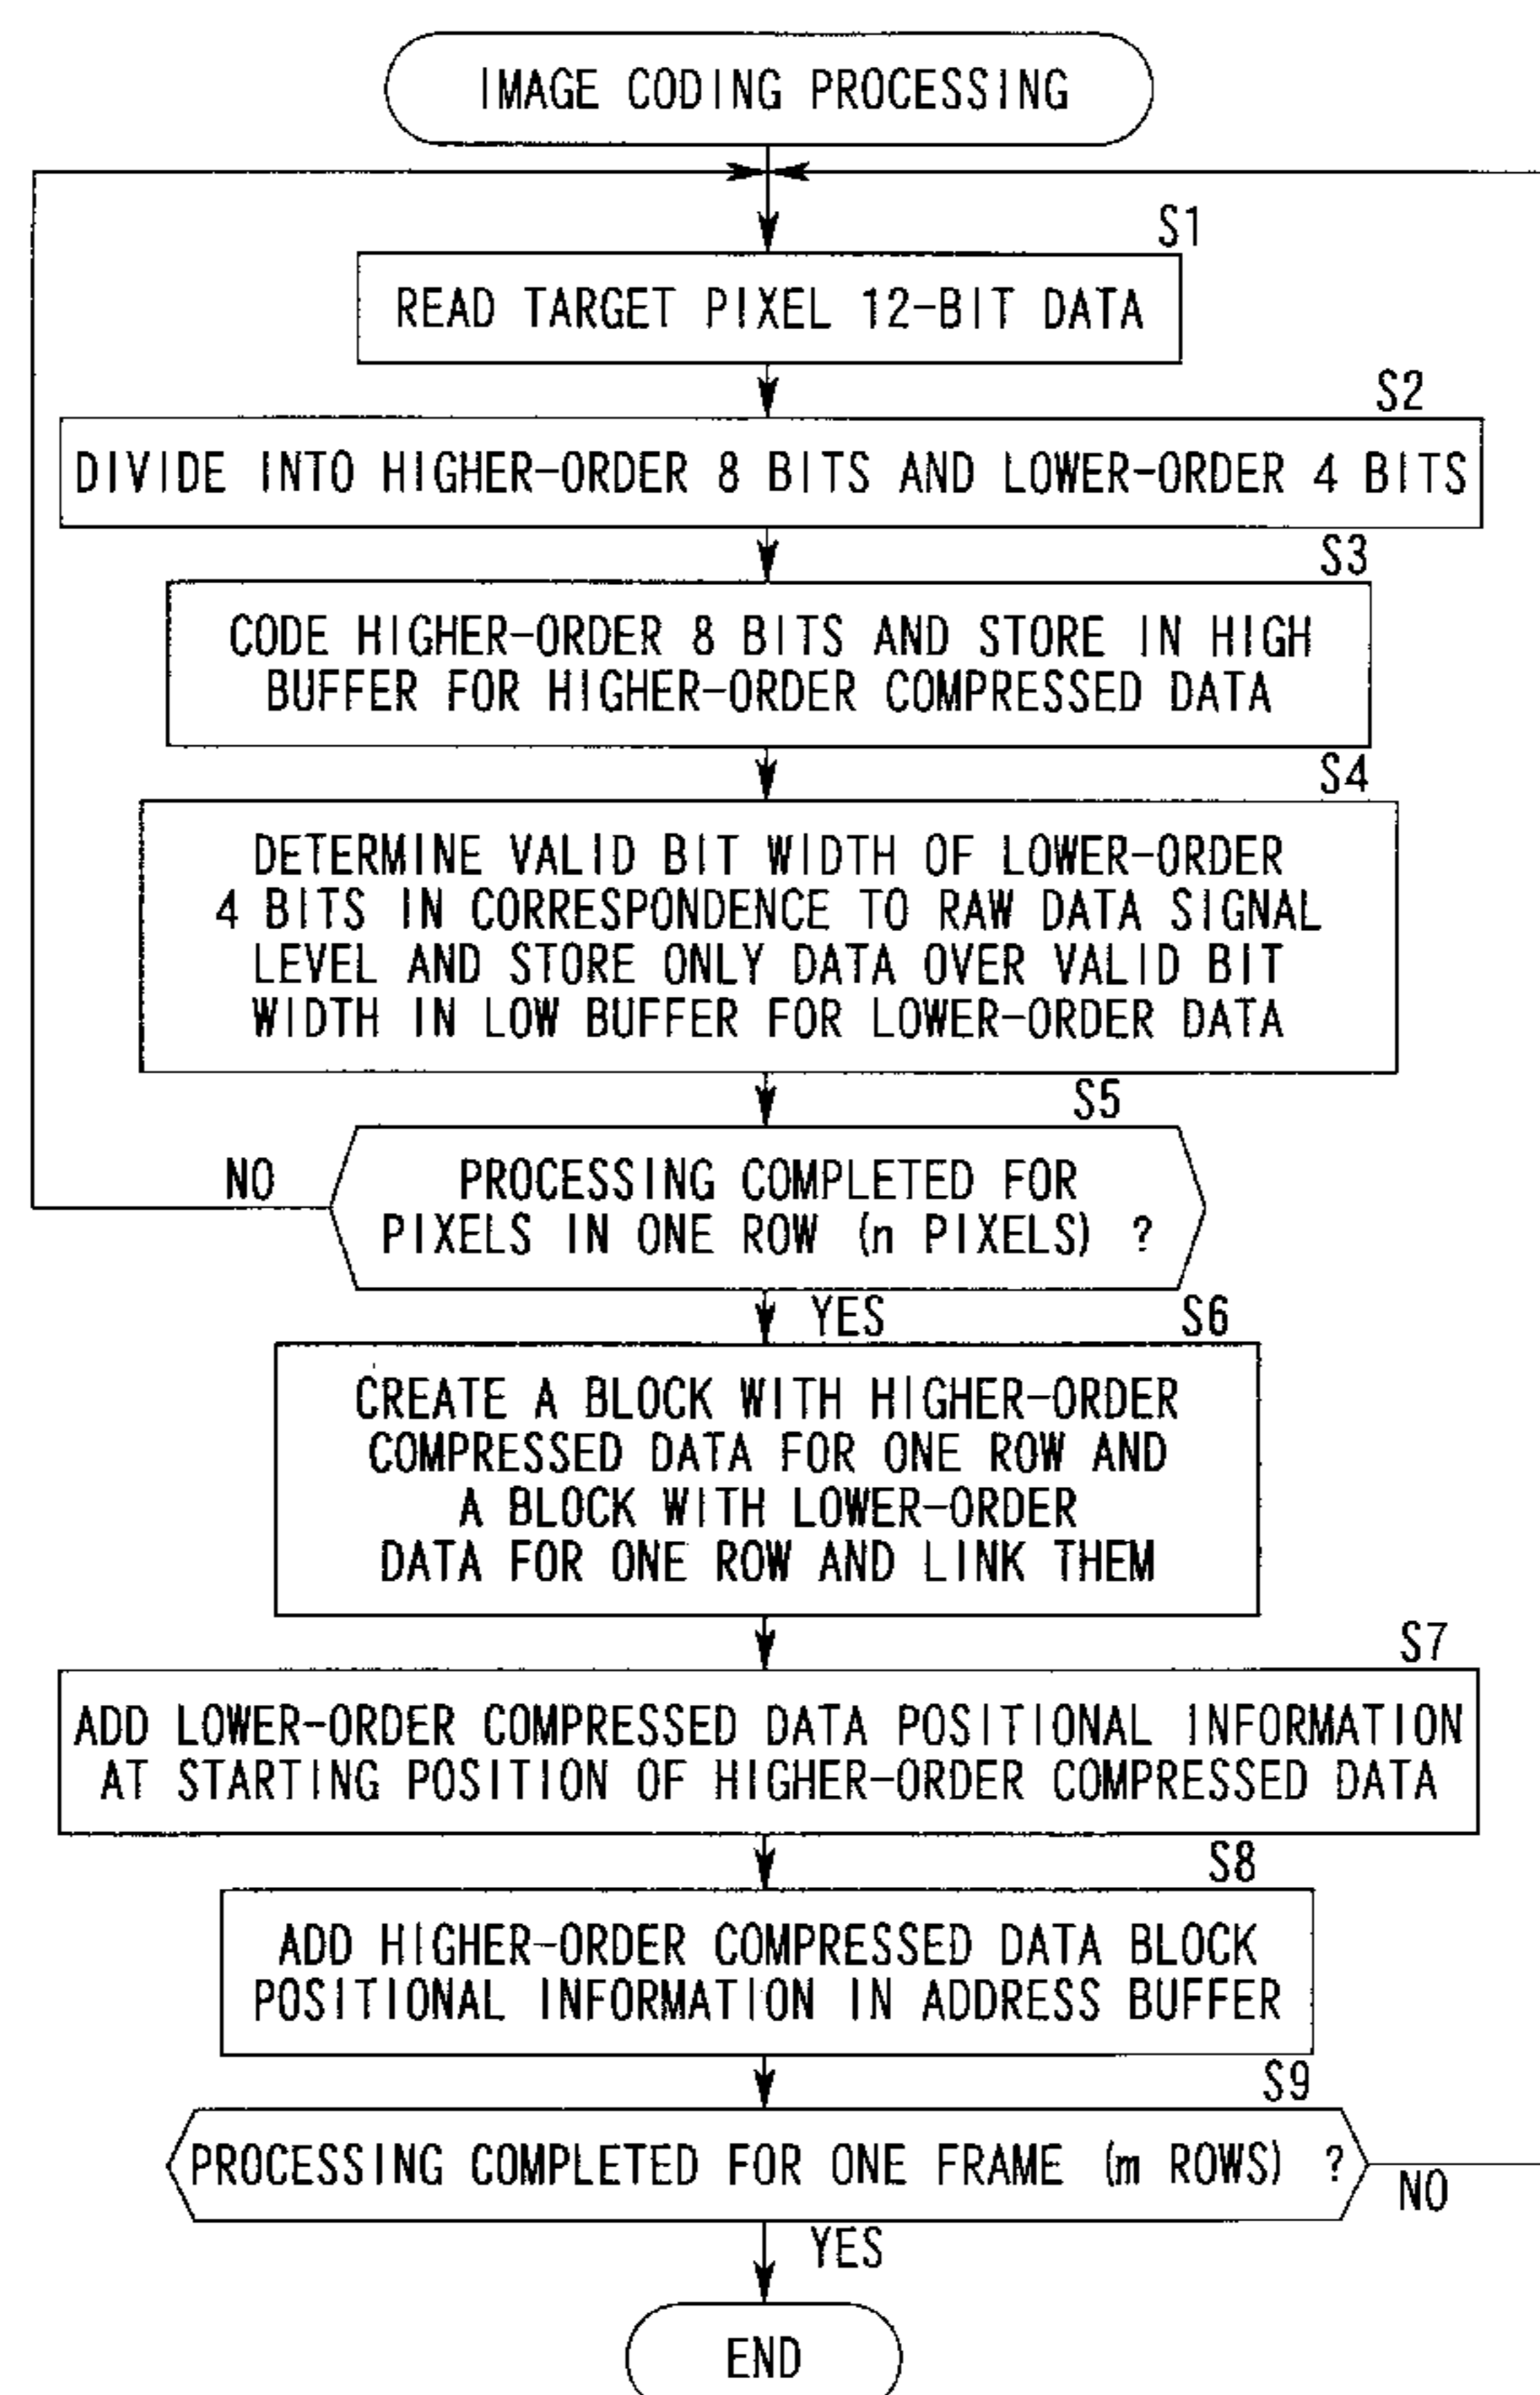 IMAGE CODING PROCESSING
S1
READ TARGET PIXEL 12-BIT DATA
S2
DIVIDE INTO HIGHER-ORDER 8 BITS AND LOWER-ORDER 4 BITS
S3
CODE HIGHER-ORDER 8 BITS AND STORE IN HIGH
BUFFER FOR HIGHER-ORDER COMPRESSED DATA
S4
DETERMINE VALID BIT WIDTH OF LOWER-ORDER
4 BITS IN CORRESPONDENCE TO RAW DATA SIGNAL
LEVEL AND STORE ONLY DATA OVER VALID BIT
WIDTH IN LOW BUFFER FOR LOWER-ORDER DATA
S5
NO
PROCESSING COMPLETED FOR
PIXELS IN ONE ROW (n PIXELS) ?
YES
S6
CREATE A BLOCK WITH HIGHER-ORDER
COMPRESSED DATA FOR ONE ROW AND
A BLOCK WITH LOWER-ORDER
DATA FOR ONE ROW AND LINK THEM
S7
ADD LOWER-ORDER COMPRESSED DATA POSITIONAL INFORMATION
AT STARTING POSITION OF HIGHER-ORDER COMPRESSED DATA
S8
ADD HIGHER-ORDER COMPRESSED DATA BLOCK
POSITIONAL INFORMATION IN ADDRESS BUFFER
S9
PROCESSING COMPLETED FOR ONE FRAME (m ROWS) ?
NO
YES
END